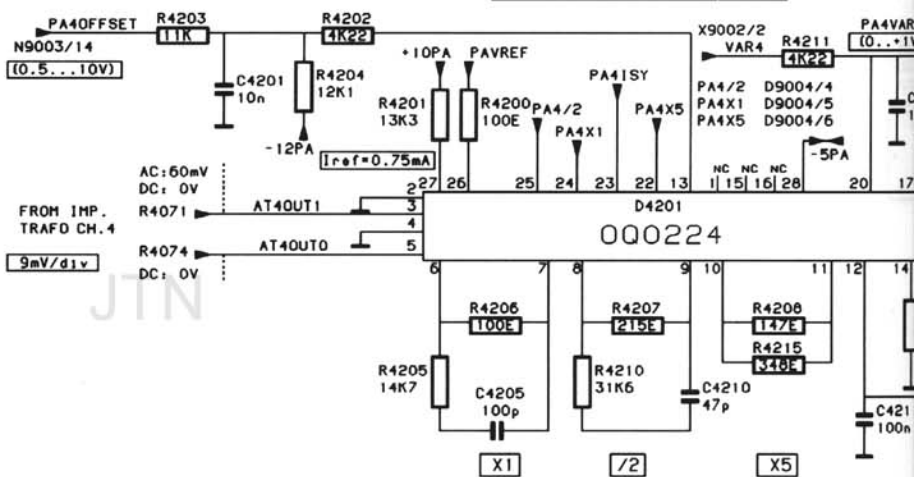 PA4OFFSET
R4203
11K
R4202
4K22
N9003/14
(0.5...10V)
C4201
10n
R4204
12K1
-12PA
+10PA
PAVREF
R4201
13K3
R4200
100E
PA4/2
PA4X1
PA4ISY
PA4X5
X9002/2
VAR4
R4211
4K22
PA4VAR
(0..+1V
PA4/2 D9004/4
PA4X1 D9004/5
PA4X5 D9004/6
-5PA
Iref=0.75mA
NC NC NC
27 26 25 24 23 22 13 1 15 16 28 20 17
AC:60mV
DC: 0V
FROM IMP.
TRAFO CH.4
R4071
AT4OUT1
R4074
AT4OUT0
DC: 0V
9mV/div
2
3
4
5
D4201
OQ0224
6 7 8 9 10 11 12 14
R4206
100E
R4207
215E
R4208
147E
R4215
348E
R4205
14K7
C4205
100p
R4210
31K6
C4210
47p
C421
100n
X1
/2
X5
JTN